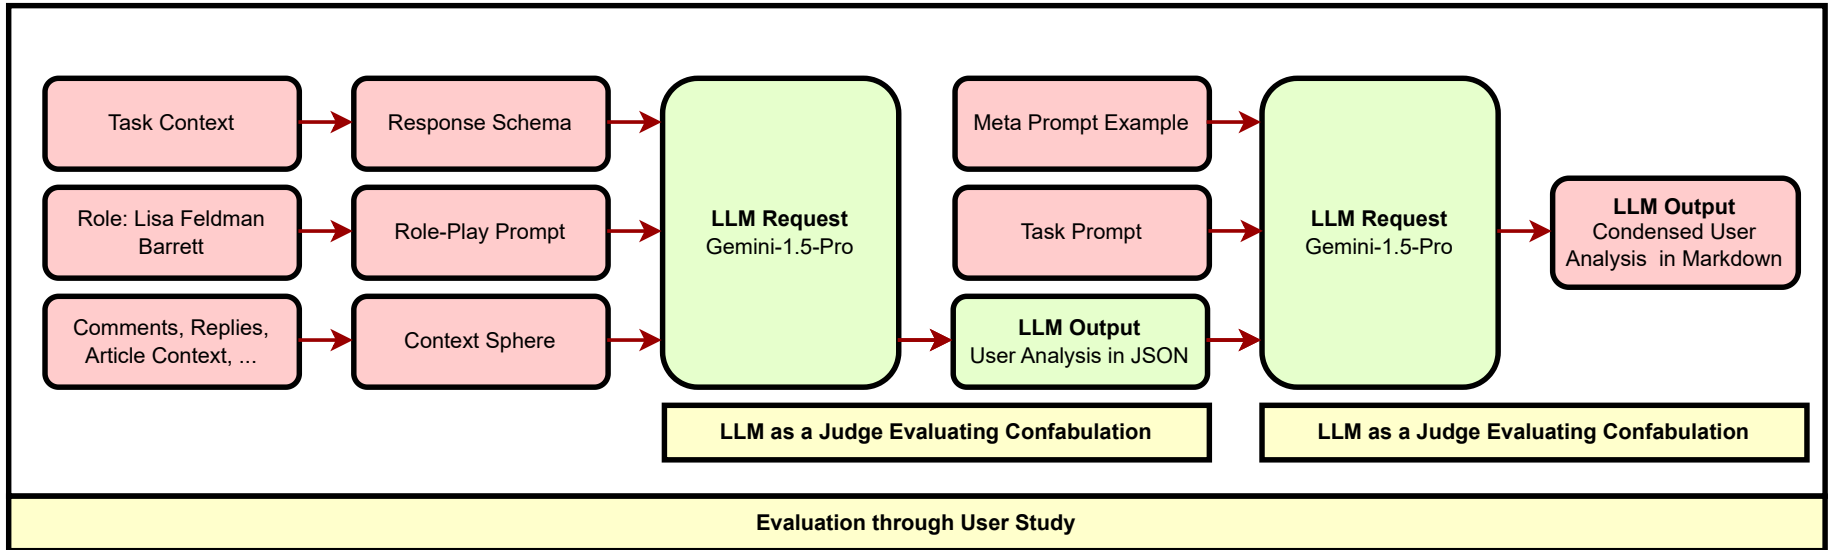 Task Context
Response Schema
Role: Lisa Feldman
Barrett
Role-Play Prompt
Comments, Replies,
Article Context, ...
Context Sphere
LLM Request
Gemini-1.5-Pro
Meta Prompt Example
Task Prompt
LLM Output
User Analysis in JSON
LLM Request
Gemini-1.5-Pro
LLM Output
Condensed User
Analysis in Markdown
LLM as a Judge Evaluating Confabulation
LLM as a Judge Evaluating Confabulation
Evaluation through User Study